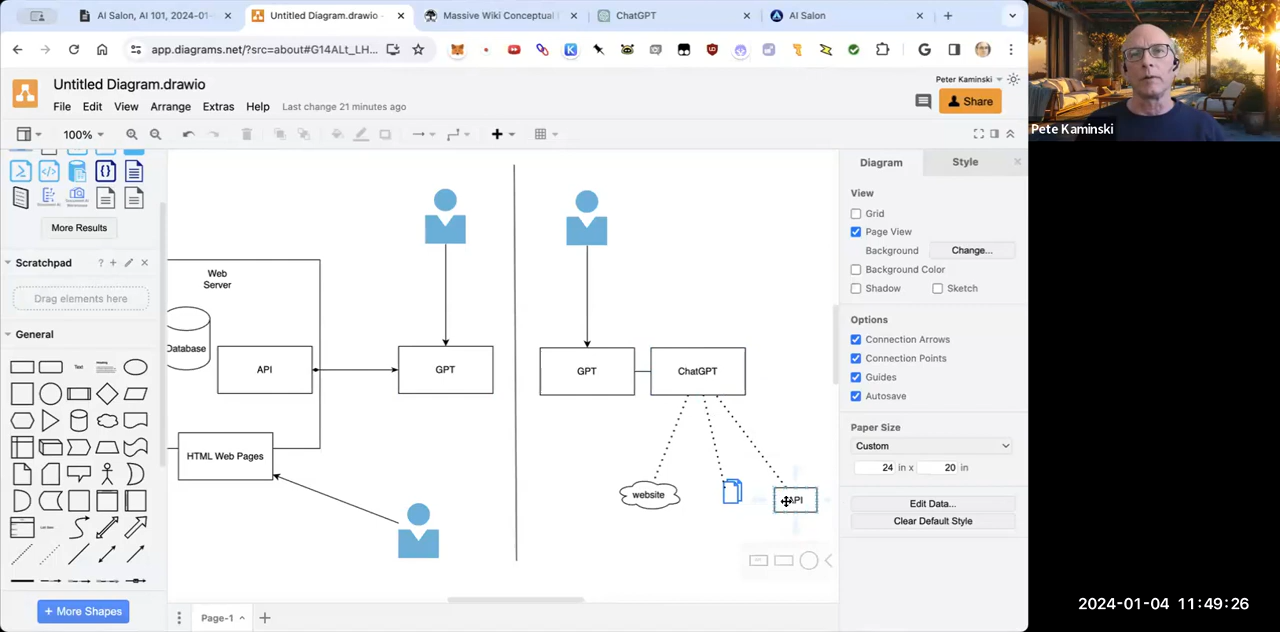 AI Salon, AI 101, 2024-01-
Untitled Diagram.drawio
Massive Wiki Conceptual
ChatGPT
AI Salon
app.diagrams.net/?src=about#G14ALt_LH...
Untitled Diagram.drawio
File Edit View Arrange Extras Help Last change 21 minutes ago
Pete Kaminski
Share
Pete Kaminski
100%
More Results
Scratchpad
Drag elements here
General
Text
Heading
List Item
+ More Shapes
Web
Server
Database
API
GPT
HTML Web Pages
GPT
ChatGPT
website
API
Page-1
Diagram
Style
View
Grid
Page View
Background
Change...
Background Color
Shadow
Sketch
Options
Connection Arrows
Connection Points
Guides
Autosave
Paper Size
Custom
24 in x 20 in
Edit Data...
Clear Default Style
2024-01-04 11:49:26